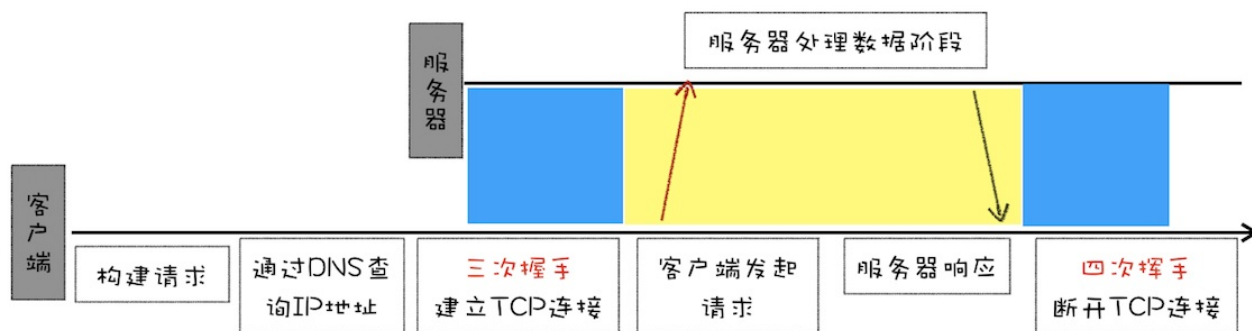 服务器处理数据阶段
服务器
客户端
构建请求
通过DNS查
询IP地址
三次握手
建立TCP连接
客户端发起
请求
服务器响应
四次挥手
断开TCP连接